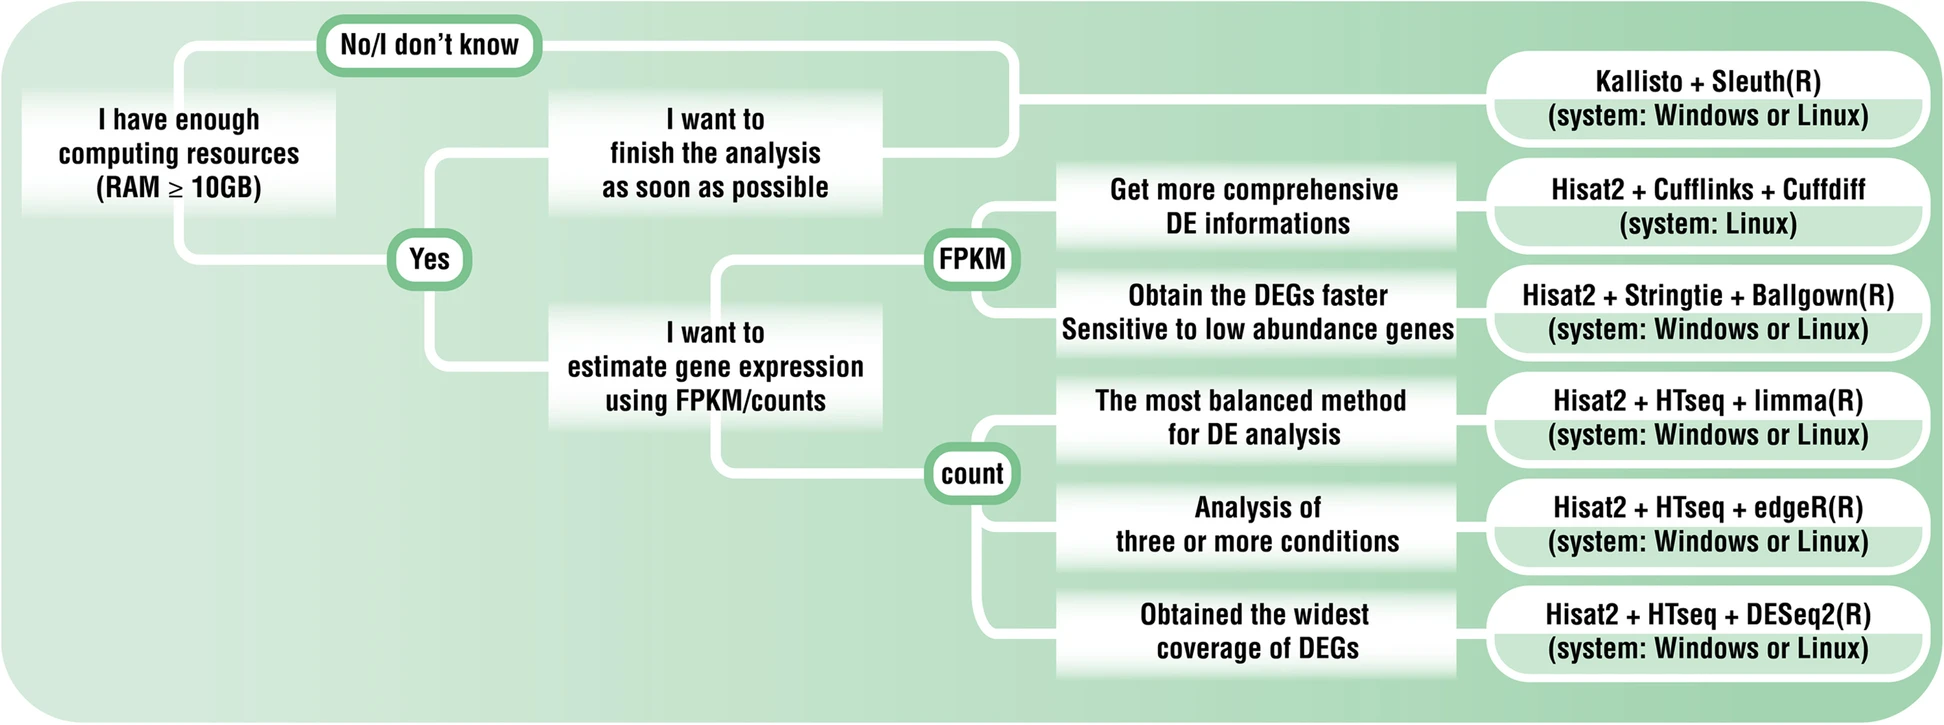 No/I don't know
I have enough
computing resources
(RAM ≥ 10GB)
Yes
I want to
finish the analysis
as soon as possible
I want to
estimate gene expression
using FPKM/counts
FPKM
count
Get more comprehensive
DE informations
Obtain the DEGs faster
Sensitive to low abundance genes
The most balanced method
for DE analysis
Analysis of
three or more conditions
Obtained the widest
coverage of DEGs
Kallisto + Sleuth(R)
(system: Windows or Linux)
Hisat2 + Cufflinks + Cuffdiff
(system: Linux)
Hisat2 + Stringtie + Ballgown(R)
(system: Windows or Linux)
Hisat2 + HTseq + limma(R)
(system: Windows or Linux)
Hisat2 + HTseq + edgeR(R)
(system: Windows or Linux)
Hisat2 + HTseq + DESeq2(R)
(system: Windows or Linux)